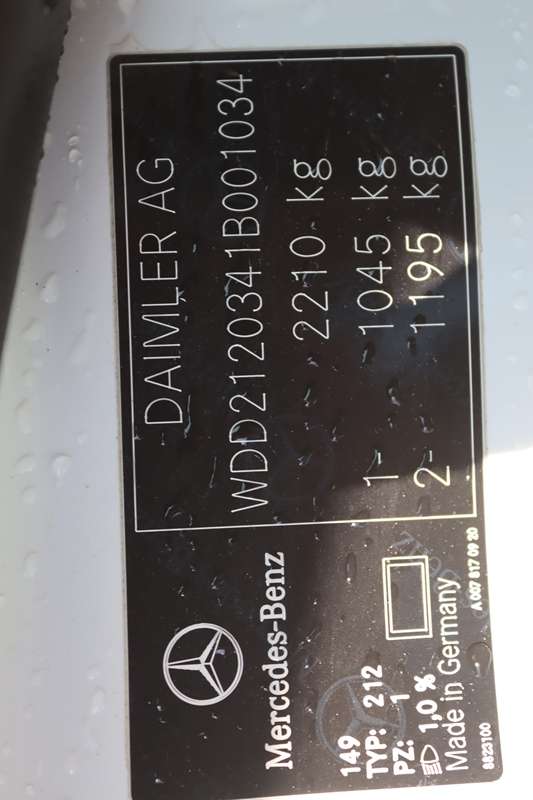 DAIMLER AG
WDD2120341B001034
2210 kg
1- 1045 kg
2- 1195 kg
Mercedes-Benz
149
TYP: 212
PZ: 1
1,0 %
Made in Germany
A 007 817 09 20
8823100